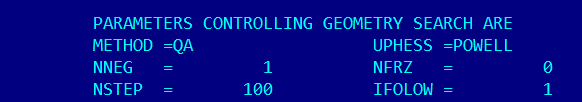 PARAMETERS CONTROLLING GEOMETRY SEARCH ARE
METHOD =QA UPHESS =POWELL
NNEG = 1 NFRZ = 0
NSTEP = 100 IFOLOW = 1